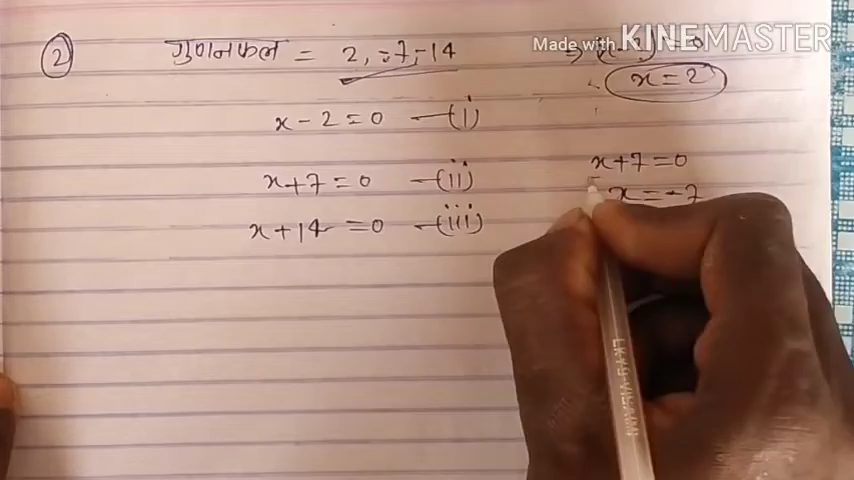 ② गुणनफल = 2, -7, -14
x - 2 = 0 —(i)
x + 7 = 0 —(ii)
x + 14 = 0 —(iii)
x = 2
x + 7 = 0
x = -7
Made with KINEMASTER